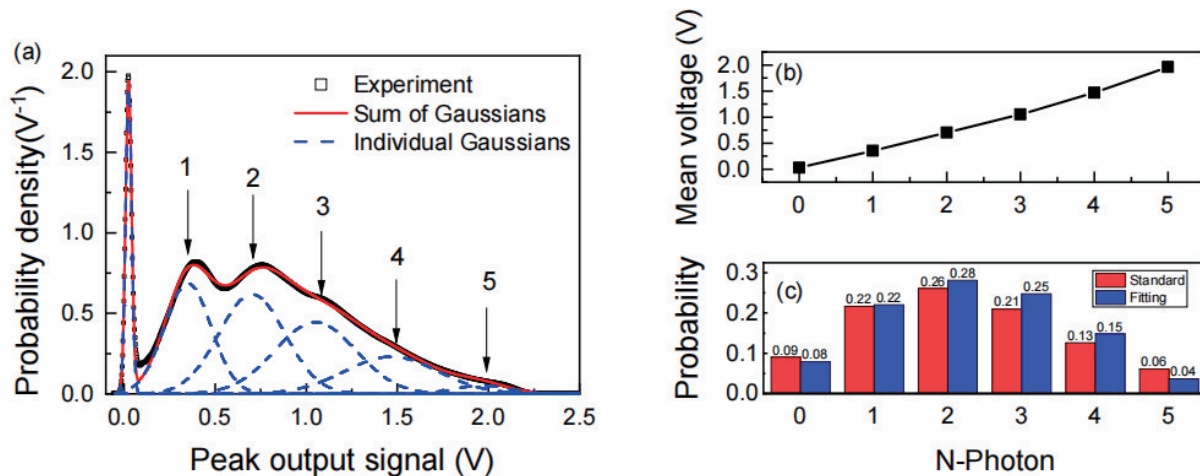 (a)
Probability density(V⁻¹)
2.0
1.5
1.0
0.5
0.0
Experiment
Sum of Gaussians
Individual Gaussians
1
2
3
4
5
0.0 0.5 1.0 1.5 2.0 2.5
Peak output signal (V)
(b)
Mean voltage (V)
2.0
1.5
0.5
0.0
0 1 2 3 4 5
(c)
Probability
0.3
0.2
0.1
0.0
Standard
Fitting
0.09 0.08 0.22 0.22 0.26 0.28 0.21 0.25 0.13 0.15 0.06 0.04
0 1 2 3 4 5
N-Photon